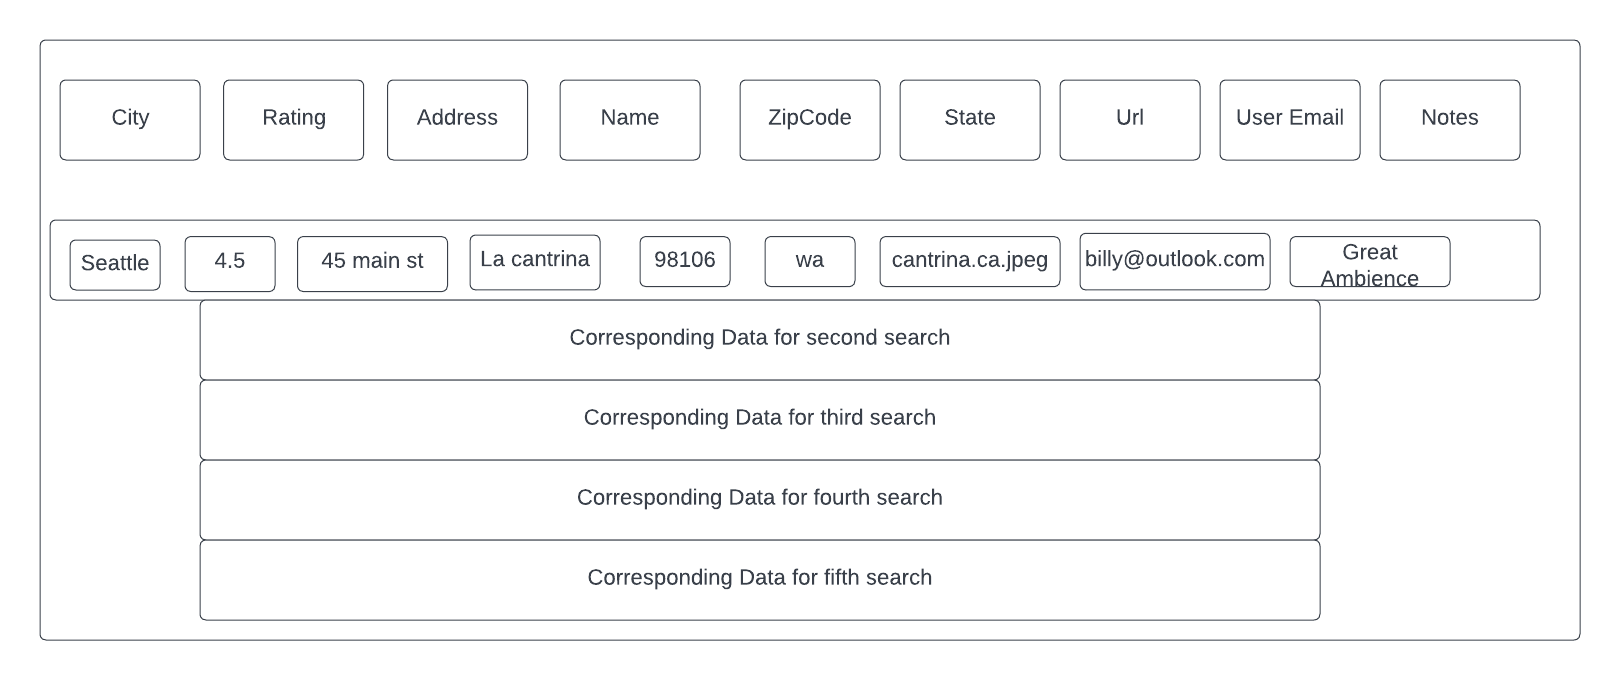 City Rating Address Name ZipCode State Url User Email Notes
Seattle 4.5 45 main st La cantrina 98106 wa cantrina.ca.jpeg billy@outlook.com Great
Ambience
Corresponding Data for second search
Corresponding Data for third search
Corresponding Data for fourth search
Corresponding Data for fifth search